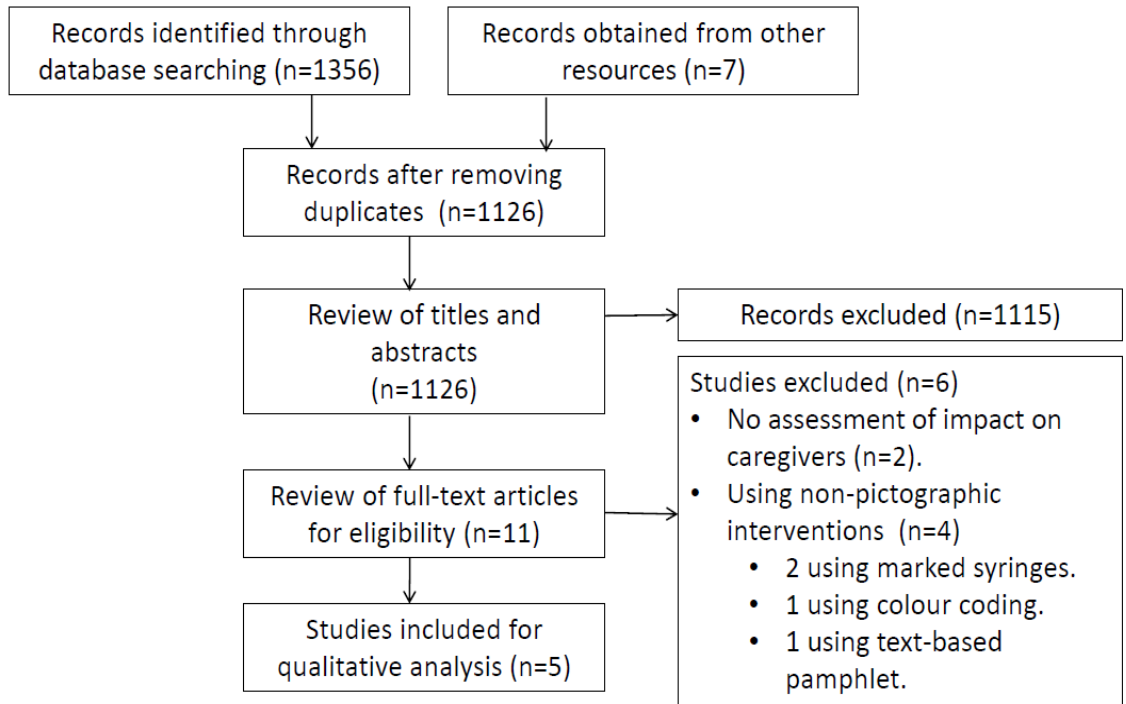 Records identified through
database searching (n=1356)
Records obtained from other
resources (n=7)
Records after removing
duplicates (n=1126)
Review of titles and
abstracts
(n=1126)
Records excluded (n=1115)
Review of full-text articles
for eligibility (n=11)
Studies excluded (n=6)
• No assessment of impact on
caregivers (n=2).
• Using non-pictographic
interventions (n=4)
• 2 using marked syringes.
• 1 using colour coding.
• 1 using text-based
pamphlet.
Studies included for
qualitative analysis (n=5)